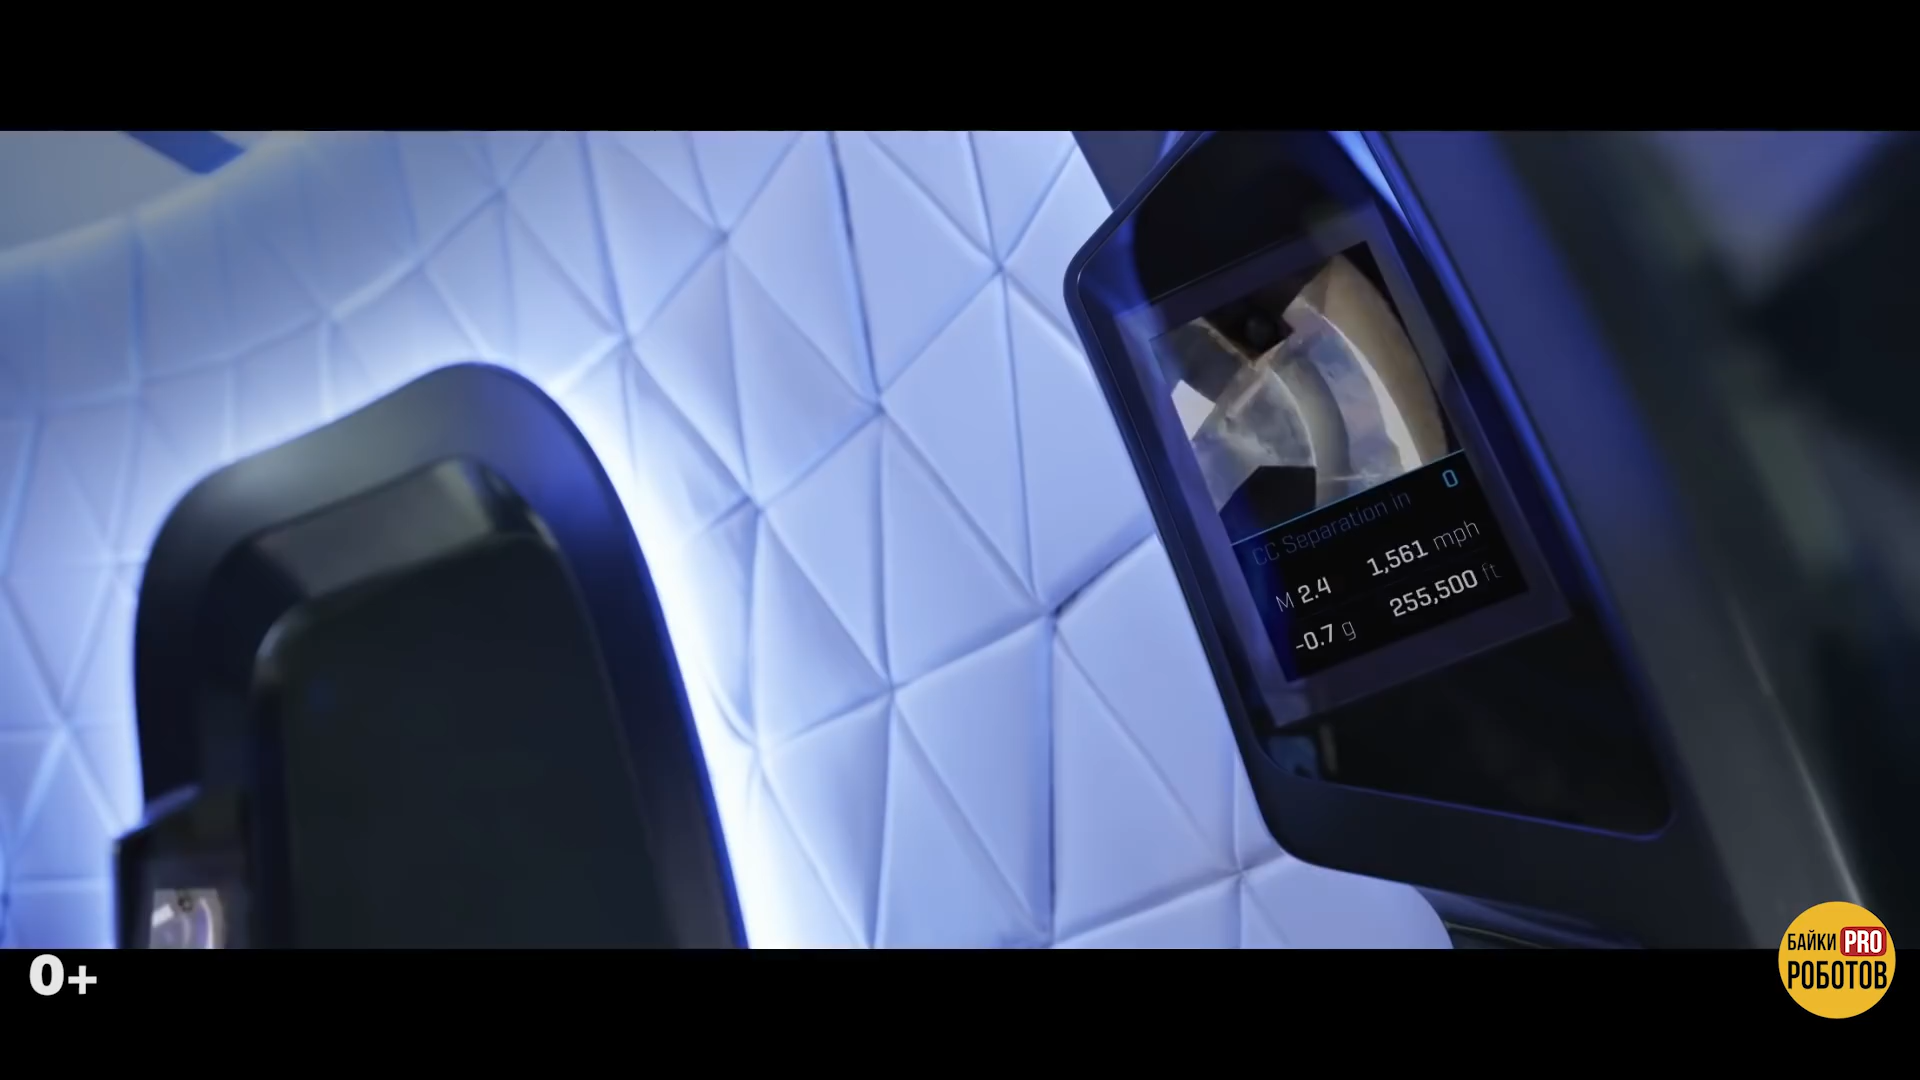 CC Separation in 0
M 2.4 1,561 mph
-0.7 g 255,500 ft
0+
БАЙКИ PRO
РОБОТОВ